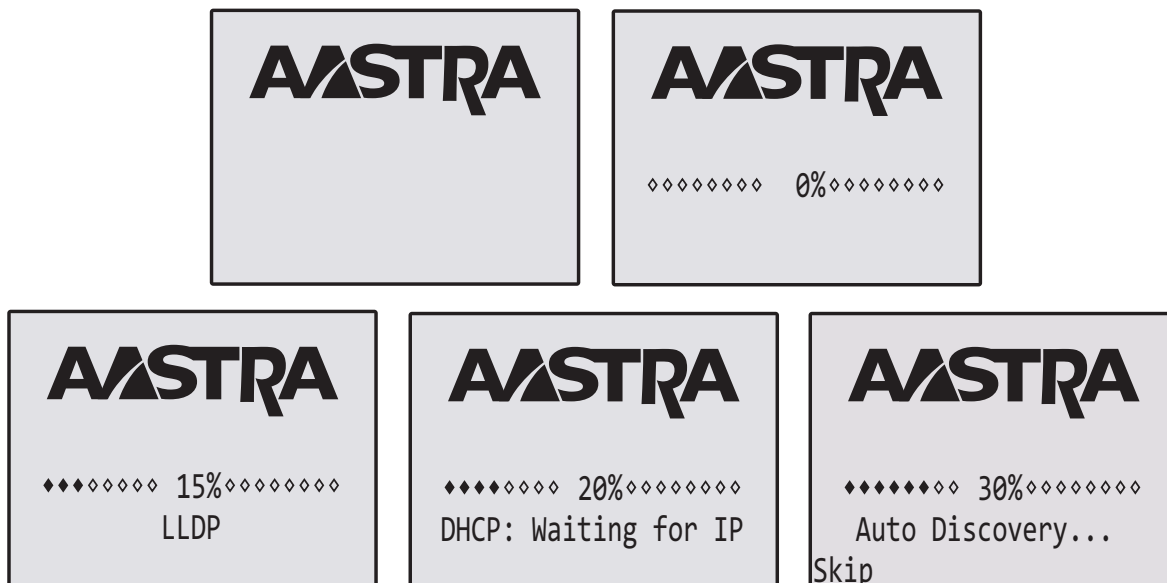 AASTRA
AASTRA
◊◊◊◊◊◊◊◊ 0%◊◊◊◊◊◊◊◊
AASTRA
♦♦♦◊◊◊◊◊ 15%◊◊◊◊◊◊◊◊
LLDP
AASTRA
♦♦♦♦◊◊◊◊ 20%◊◊◊◊◊◊◊◊
DHCP: Waiting for IP
AASTRA
♦♦♦♦♦♦◊◊ 30%◊◊◊◊◊◊◊◊
Auto Discovery...
Skip